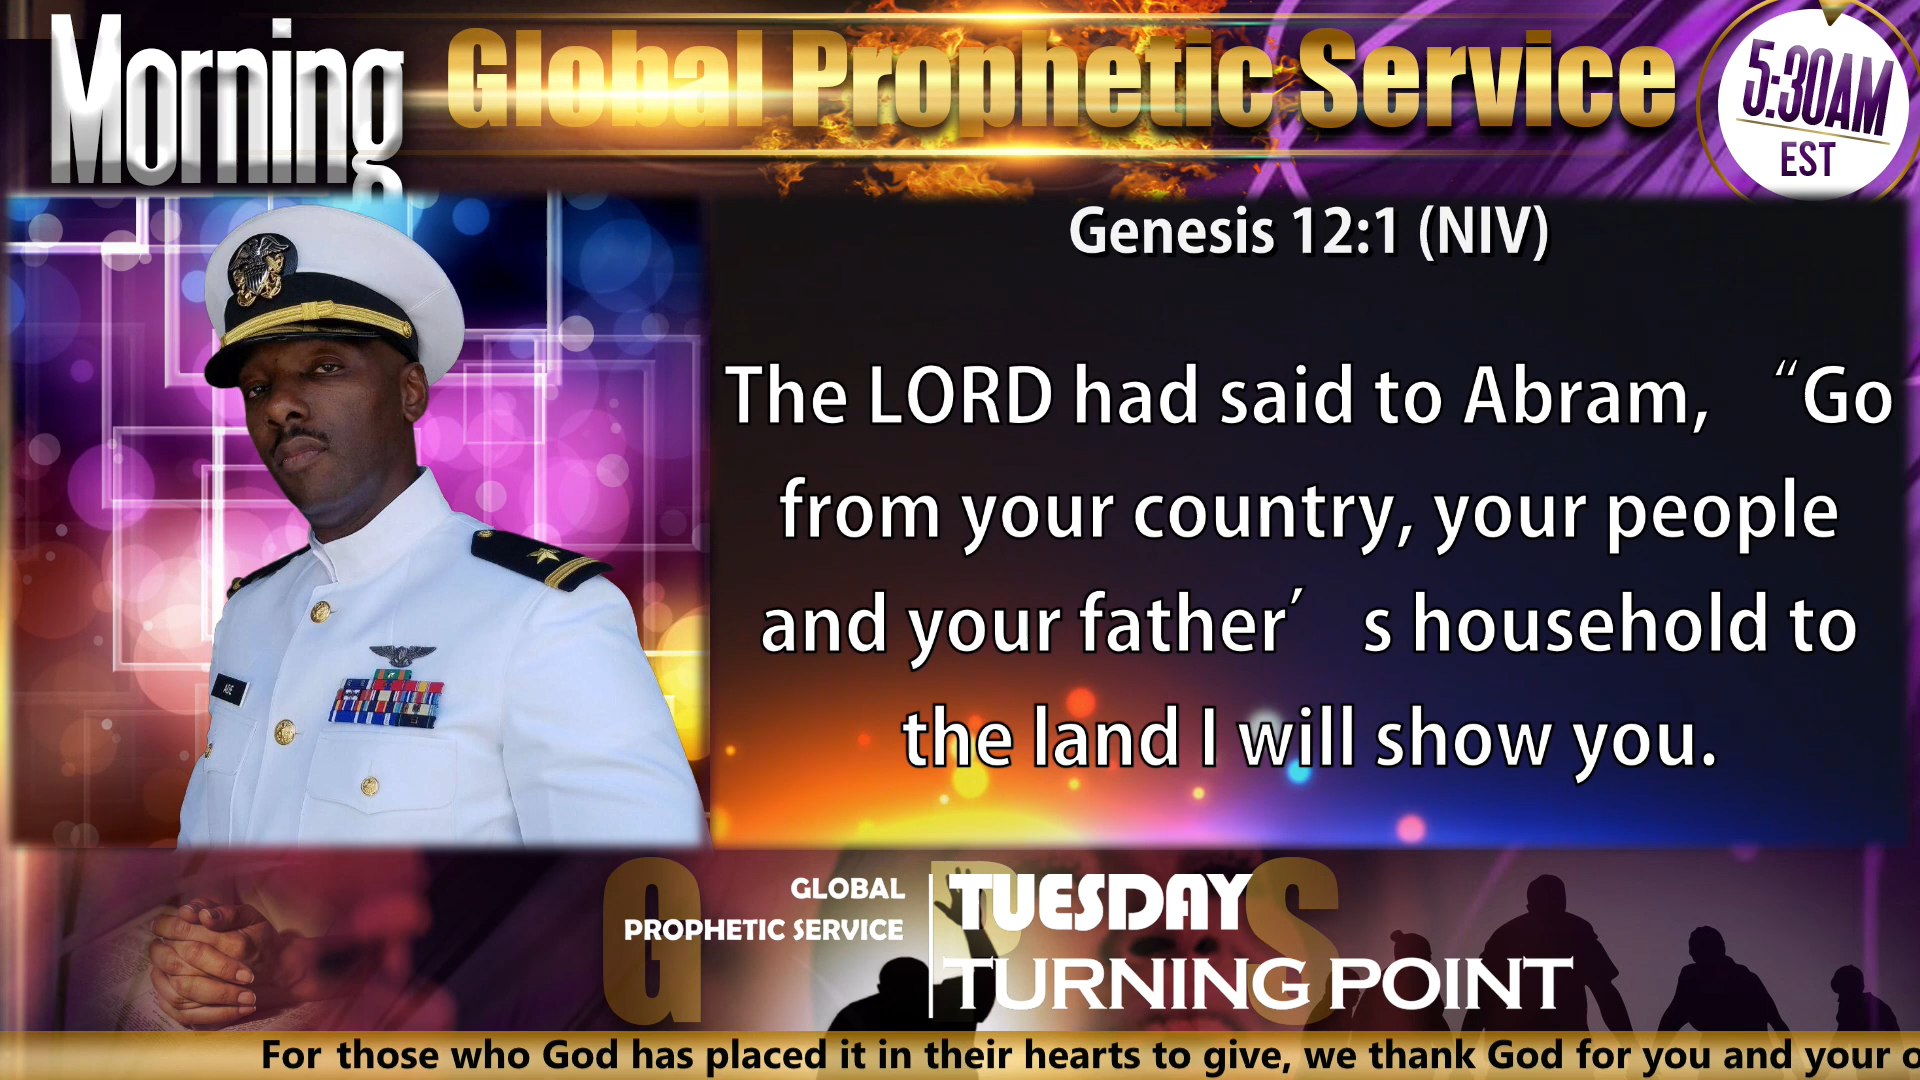 Morning
Global Prophetic Service
5:30AM
EST
Genesis 12:1 (NIV)
The LORD had said to Abram, “Go
from your country, your people
and your father’s household to
the land I will show you.
ABE
G P S
GLOBAL
PROPHETIC SERVICE
TUESDAY
TURNING POINT
For those who God has placed it in their hearts to give, we thank God for you and your o